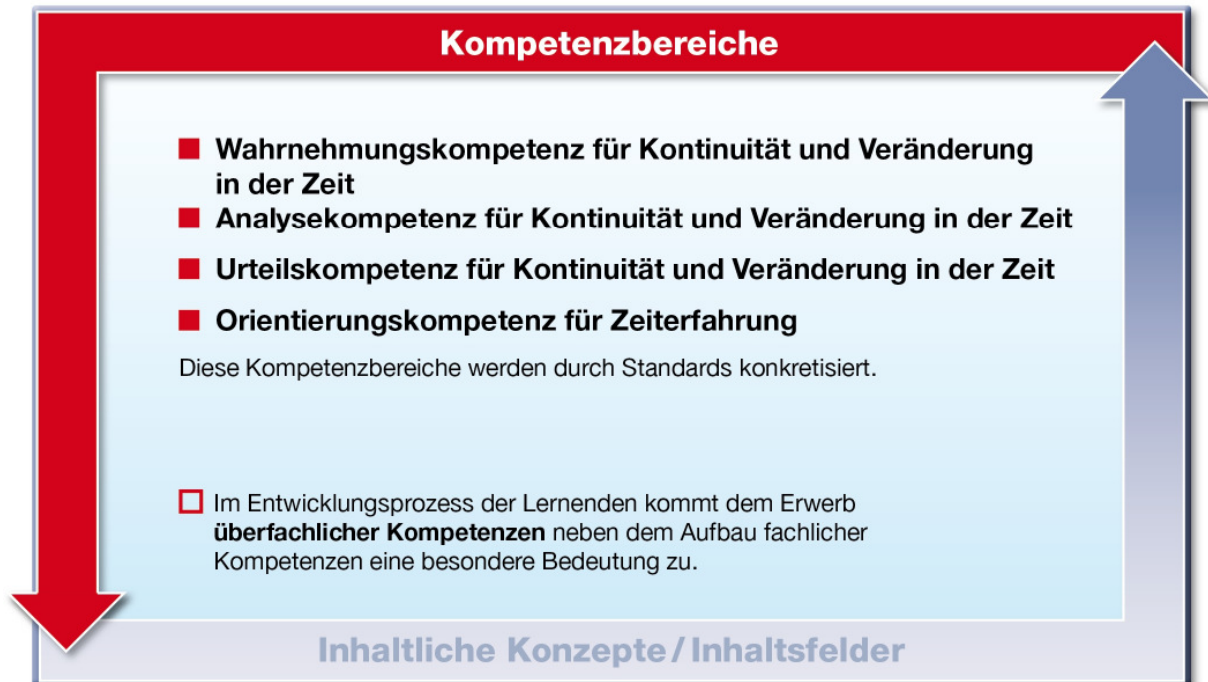 Kompetenzbereiche
Wahrnehmungskompetenz für Kontinuität und Veränderung
in der Zeit
Analysekompetenz für Kontinuität und Veränderung in der Zeit
Urteilskompetenz für Kontinuität und Veränderung in der Zeit
Orientierungskompetenz für Zeiterfahrung
Diese Kompetenzbereiche werden durch Standards konkretisiert.
Im Entwicklungsprozess der Lernenden kommt dem Erwerb
überfachlicher Kompetenzen neben dem Aufbau fachlicher
Kompetenzen eine besondere Bedeutung zu.
Inhaltliche Konzepte/Inhaltsfelder